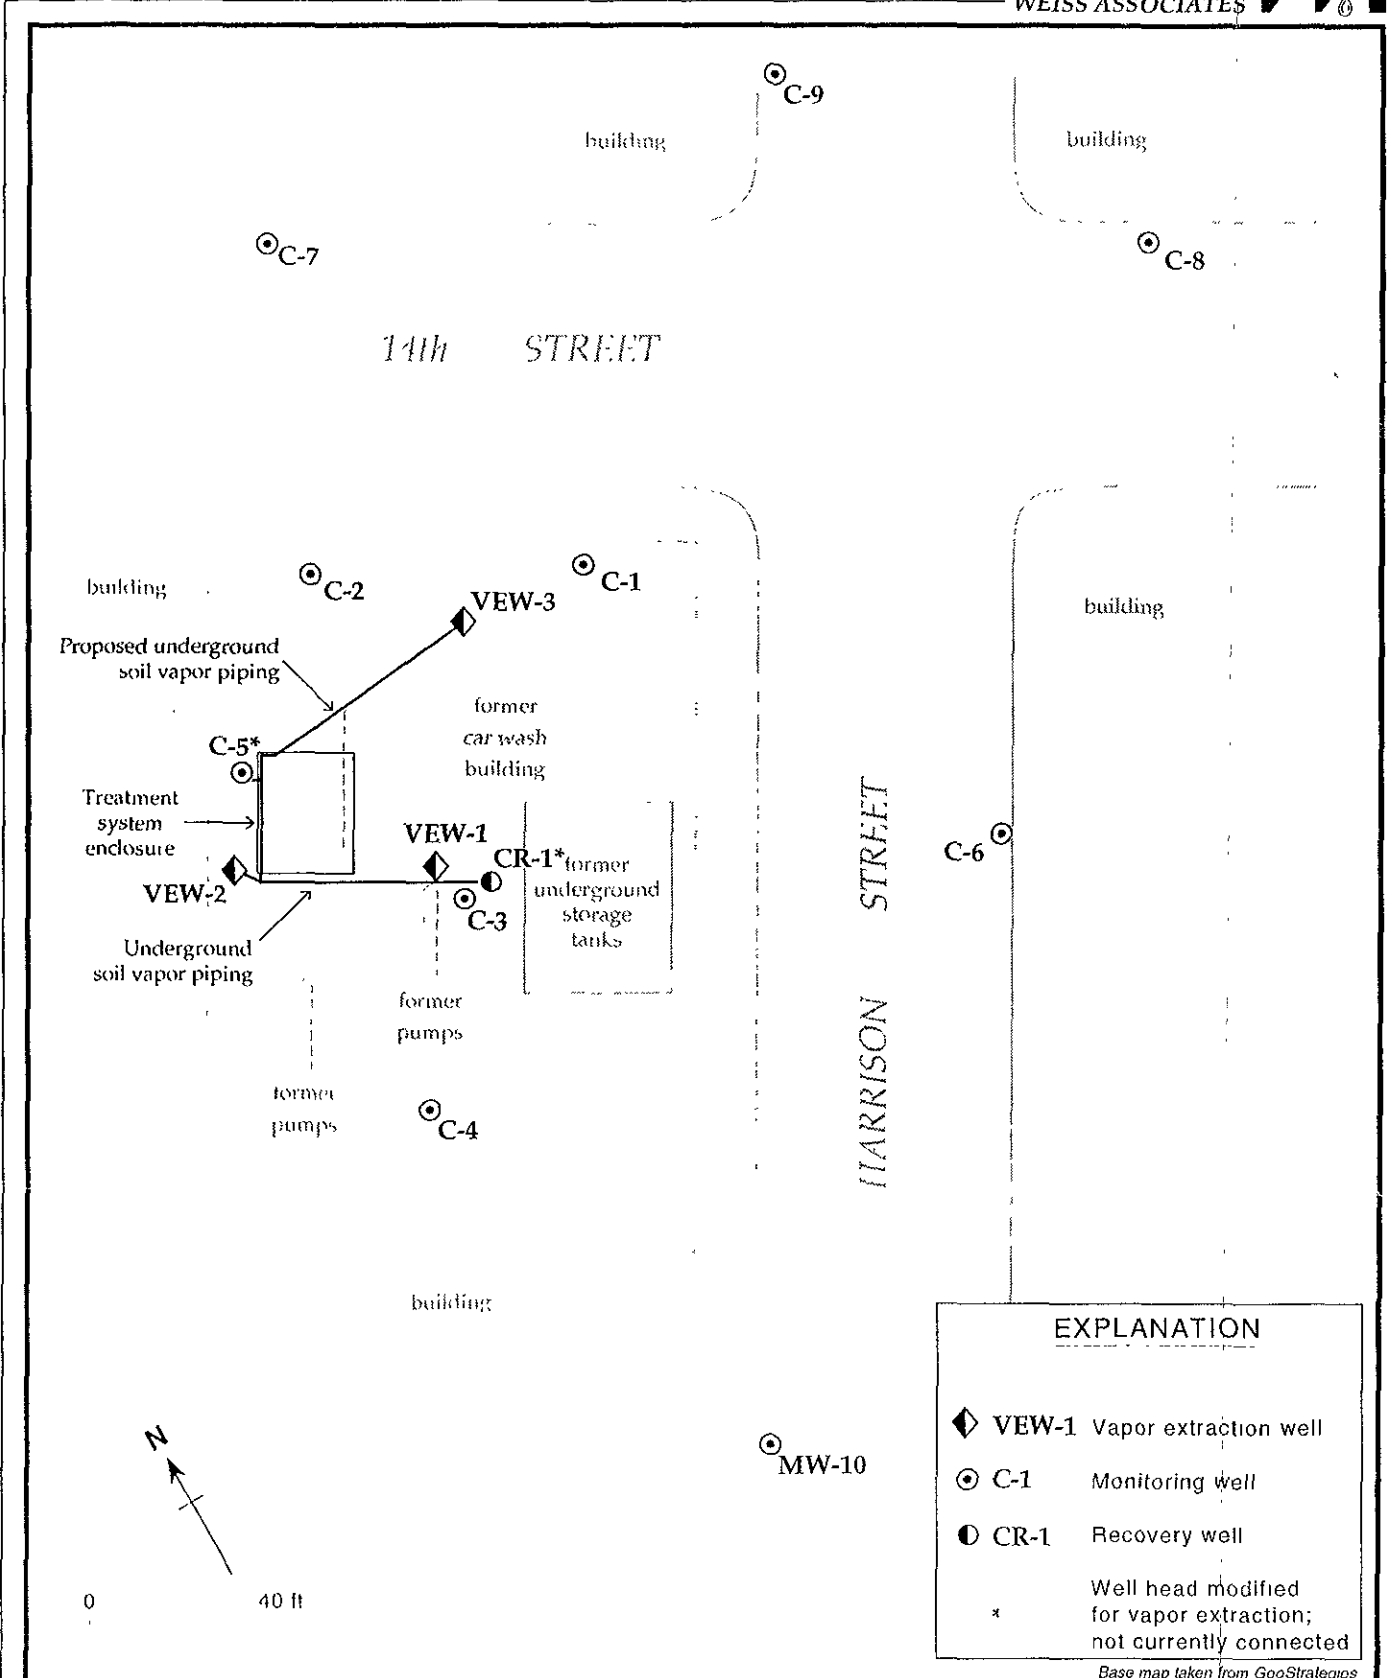 WEISS ASSOCIATES
C-9
building
building
C-7
C-8
14th STREET
building
C-2
C-1
VEW-3
building
Proposed underground
soil vapor piping
former
car wash
building
C-5*
Treatment
system
enclosure
VEW-1
CR-1*
C-6
VEW-2
C-3
former
underground
storage
tanks
HARRISON STREET
Underground
soil vapor piping
former
pumps
former
pumps
C-4
building
EXPLANATION
VEW-1 Vapor extraction well
C-1 Monitoring well
CR-1 Recovery well
* Well head modified
for vapor extraction;
not currently connected
MW-10
N
0 40 ft
Base map taken from GeoStrategies